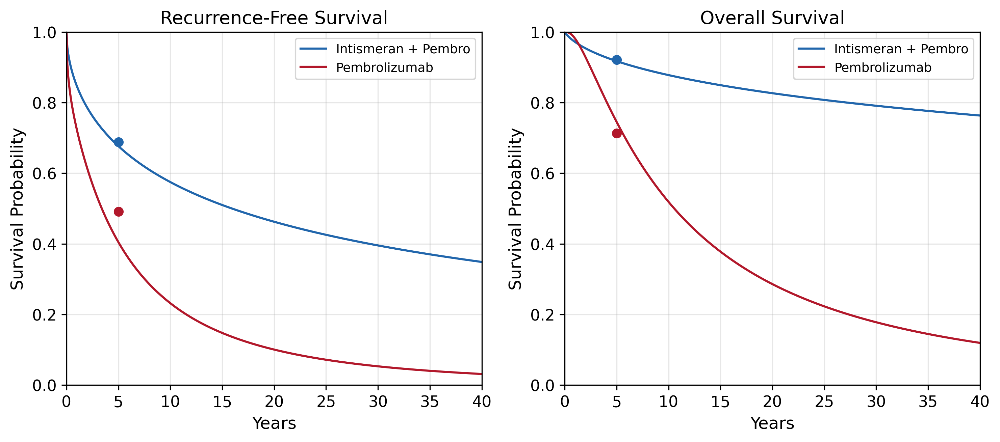 Recurrence-Free Survival
Survival Probability
1.0
0.8
0.6
0.4
0.2
0.0
Intismeran + Pembro
Pembrolizumab
0 5 10 15 20 25 30 35 40
Years
Overall Survival
Survival Probability
1.0
0.8
0.6
0.4
0.2
0.0
Intismeran + Pembro
Pembrolizumab
0 5 10 15 20 25 30 35 40
Years